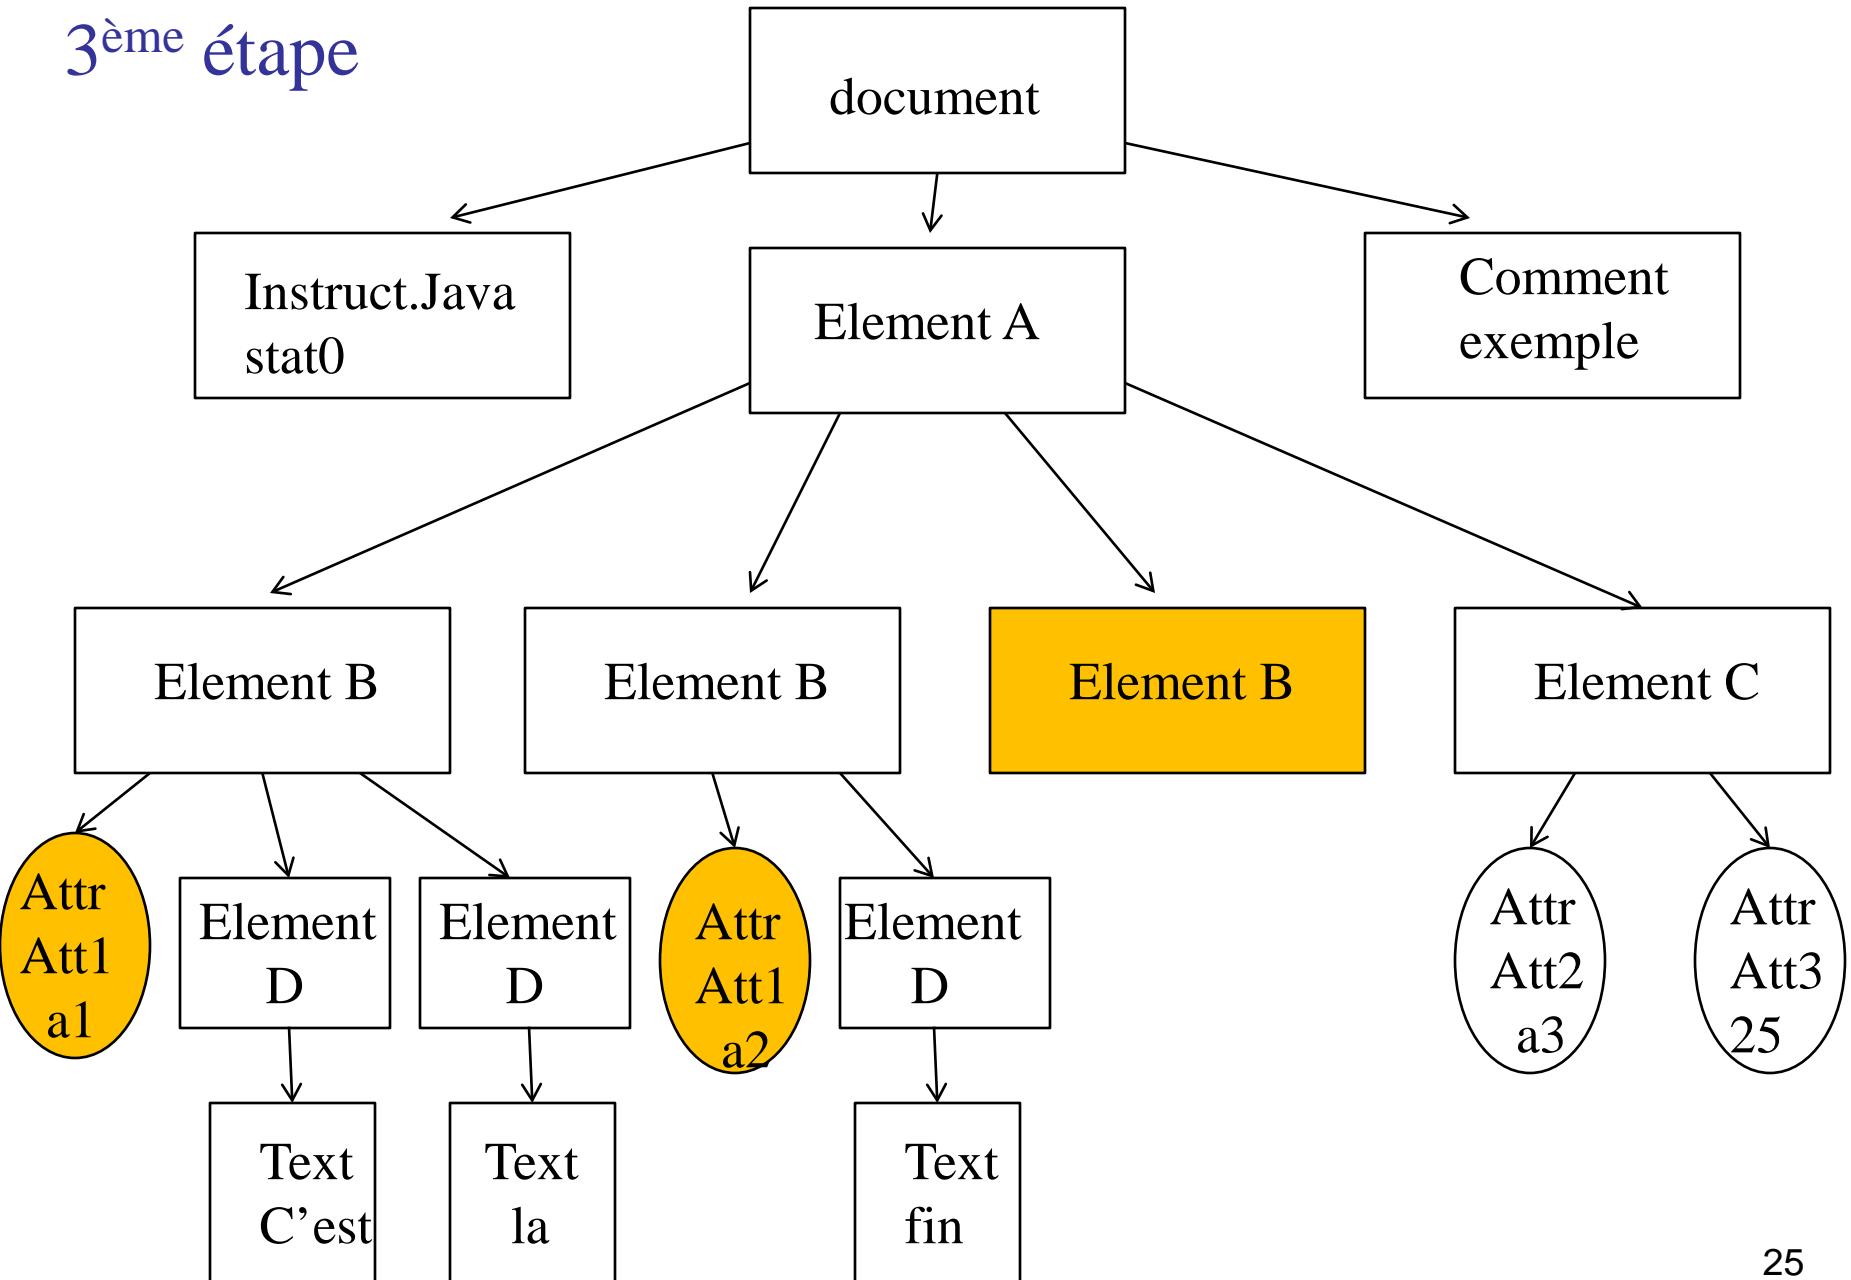 3ème étape
document
Instruct.Java
stat0
Element A
Comment
exemple
Element B
Element B
Element B
Element C
Attr
Att1
a1
Element
D
Element
D
Attr
Att1
a2
Element
D
Attr
Att2
a3
Attr
Att3
25
Text
C’est
Text
la
Text
fin
25